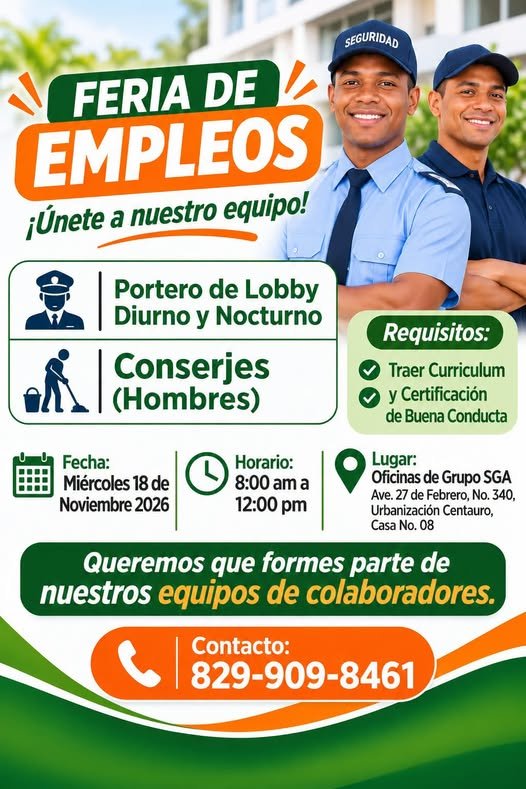 SEGURIDAD
FERIA DE
EMPLEOS
¡Únete a nuestro equipo!
Portero de Lobby
Diurno y Nocturno
Conserjes
(Hombres)
Requisitos:
Traer Curriculum
y Certificación
de Buena Conducta
Fecha:
Miércoles 18 de
Noviembre 2026
Horario:
8:00 am a
12:00 pm
Lugar:
Oficinas de Grupo SGA
Ave. 27 de Febrero, No. 340,
Urbanización Centauro,
Casa No. 08
Queremos que formes parte de
nuestros equipos de colaboradores.
Contacto:
829-909-8461